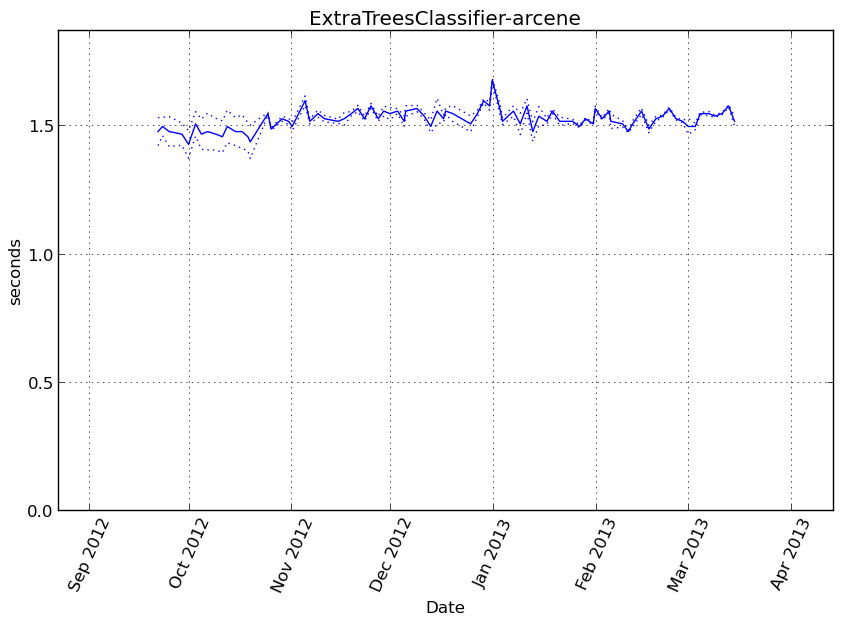 ExtraTreesClassifier-arcene
seconds
1.5
1.0
0.5
0.0
Sep 2012
Oct 2012
Nov 2012
Dec 2012
Jan 2013
Feb 2013
Mar 2013
Apr 2013
Date